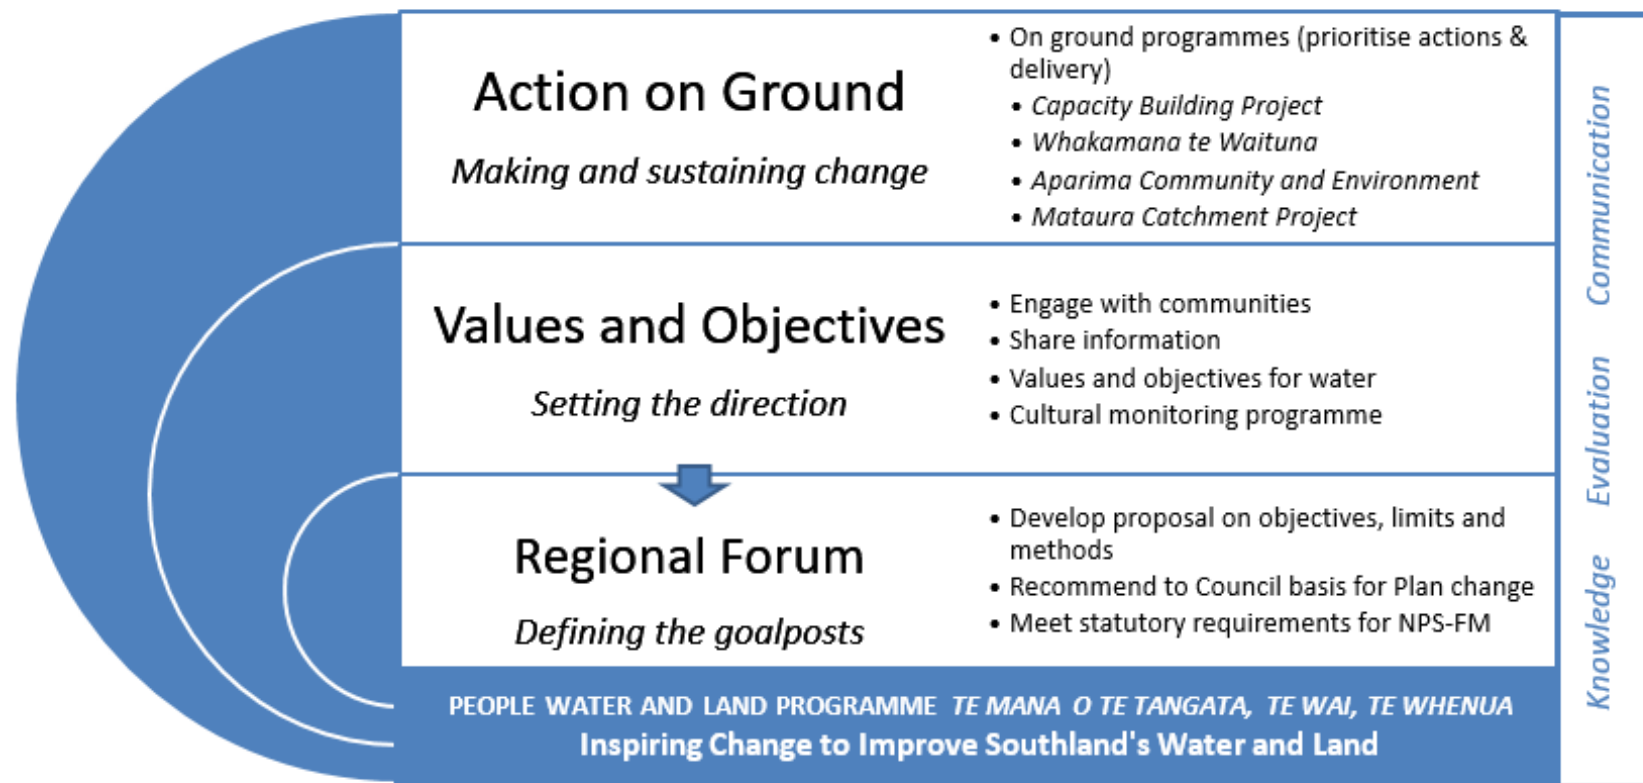 Action on Ground
Making and sustaining change
• On ground programmes (prioritise actions &
delivery)
• Capacity Building Project
• Whakamana te Waituna
• Aparima Community and Environment
• Mataura Catchment Project
Values and Objectives
Setting the direction
• Engage with communities
• Share information
• Values and objectives for water
• Cultural monitoring programme
Regional Forum
Defining the goalposts
• Develop proposal on objectives, limits and
methods
• Recommend to Council basis for Plan change
• Meet statutory requirements for NPS-FM
PEOPLE WATER AND LAND PROGRAMME TE MANA O TE TANGATA, TE WAI, TE WHENUA
Inspiring Change to Improve Southland's Water and Land
Knowledge Evaluation Communication